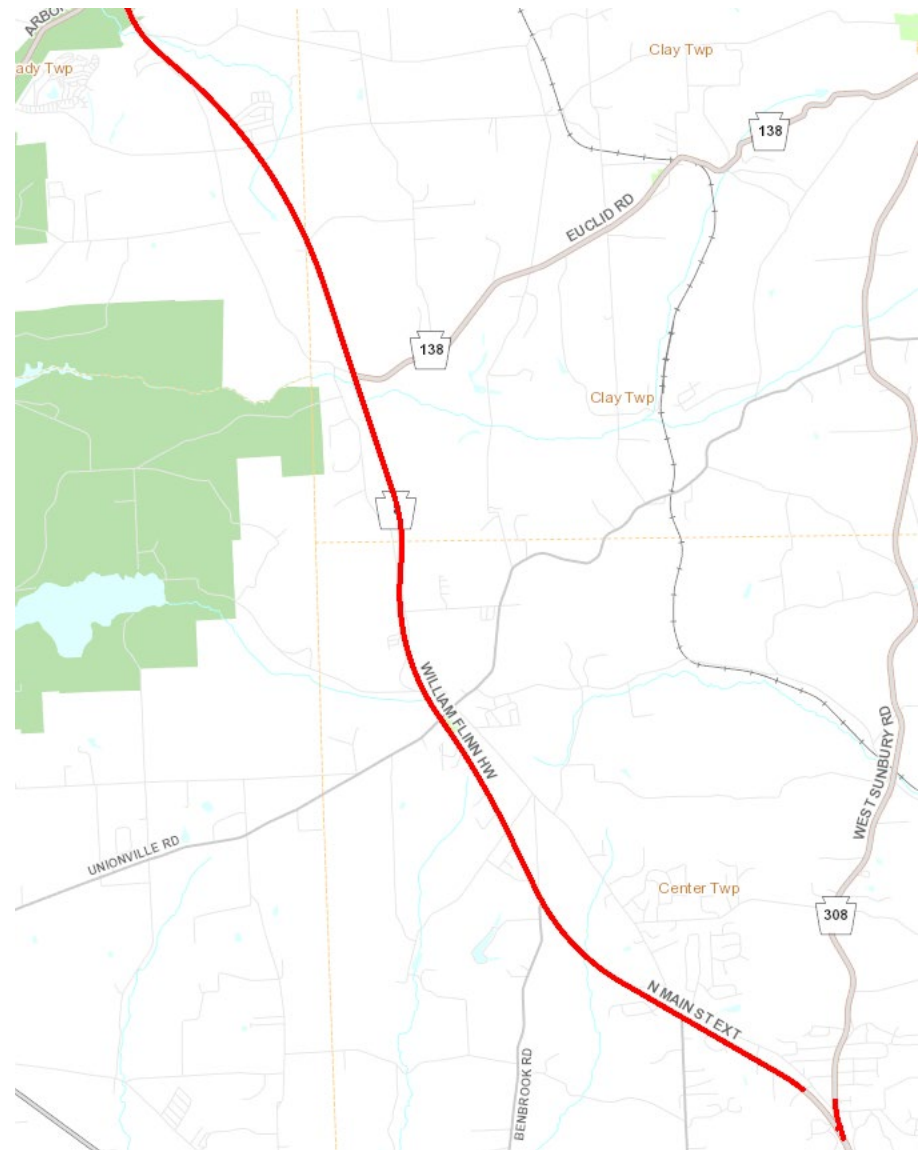 ARBO
Clay Twp
ady Twp
138
EUCLID RD
138
Clay Twp
WILLIAM FLINN HW
WEST SUNBURY RD
UNIONVILLE RD
Center Twp
308
N MAIN ST EXT
BENBROOK RD